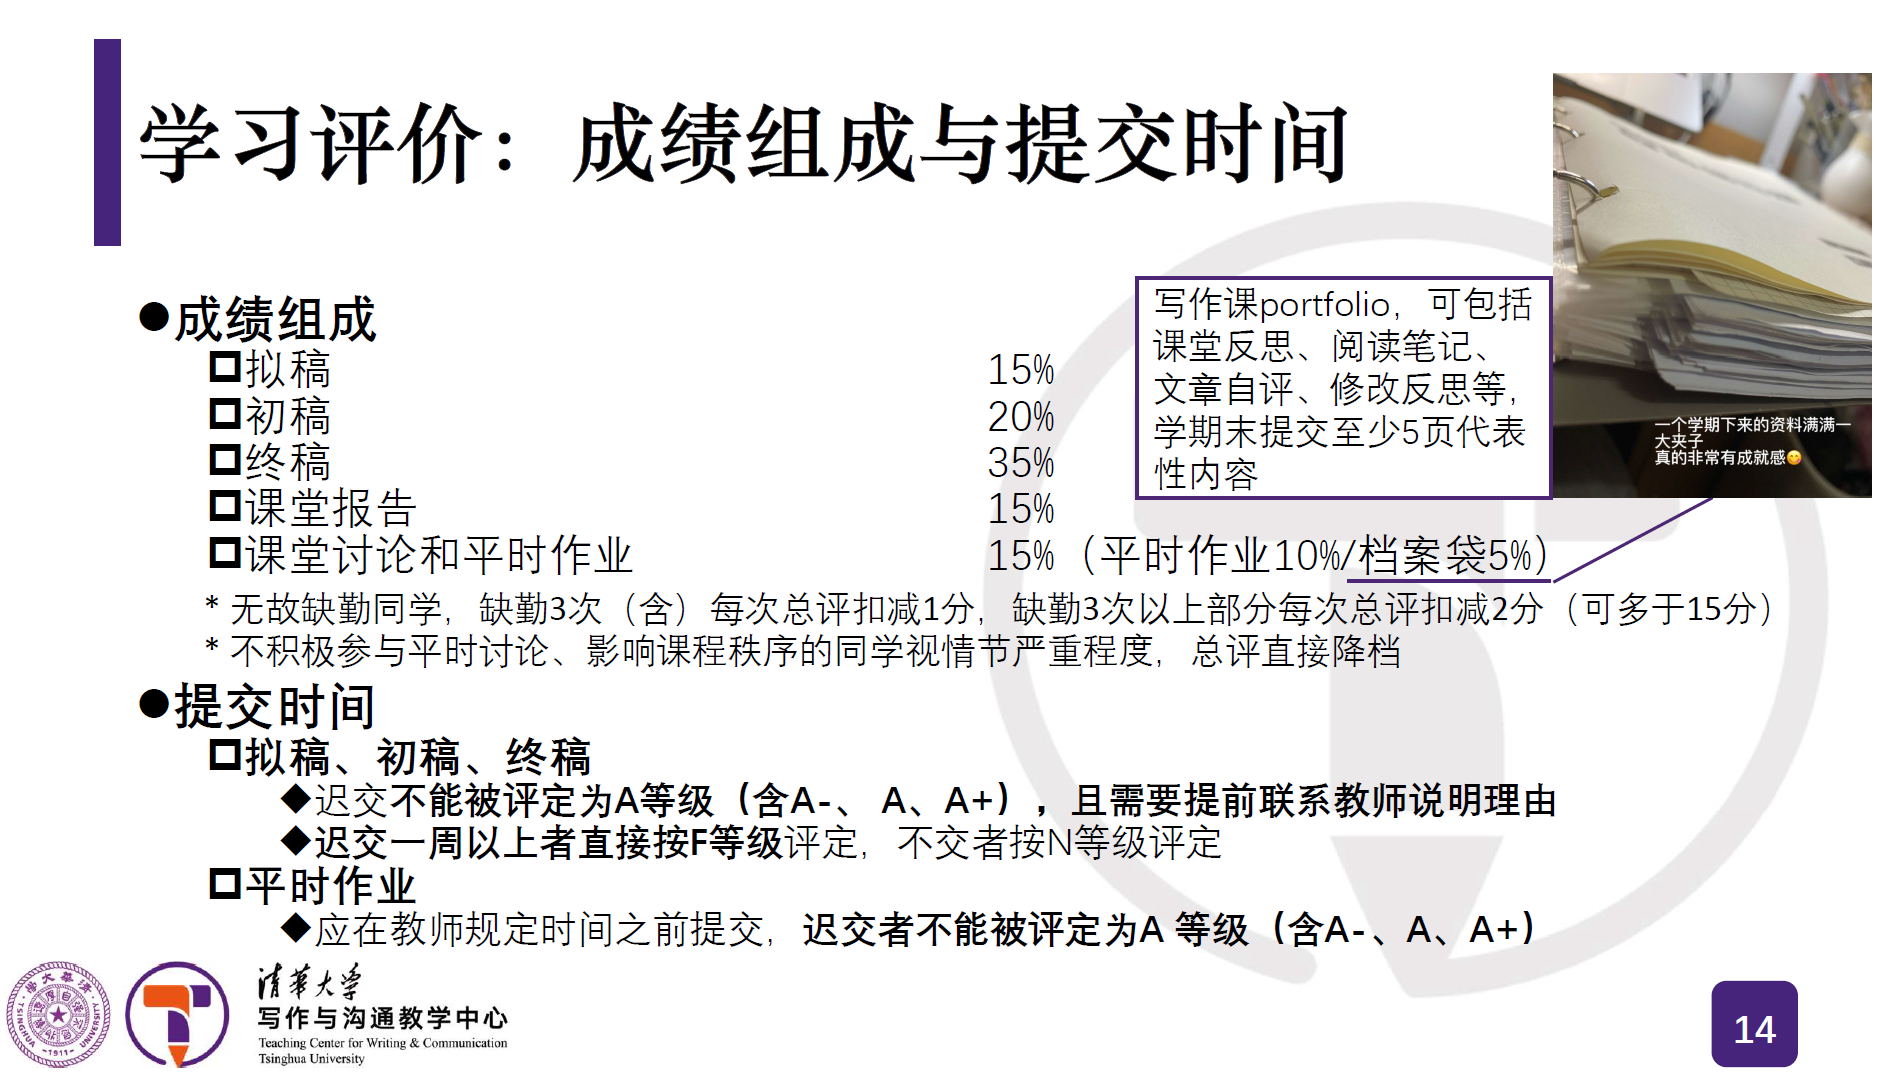 学习评价：成绩组成与提交时间
●成绩组成
拟稿 15%
初稿 20%
终稿 35%
课堂报告 15%
课堂讨论和平时作业 15%（平时作业10%/档案袋5%）
* 无故缺勤同学，缺勤3次（含）每次总评扣减1分，缺勤3次以上部分每次总评扣减2分（可多于15分）
* 不积极参与平时讨论、影响课程秩序的同学视情节严重程度，总评直接降档
写作课portfolio，可包括
课堂反思、阅读笔记、
文章自评、修改反思等，
学期末提交至少5页代表
性内容
一个学期下来的资料满满一
大夹子
真的非常有成就感😋
●提交时间
拟稿、初稿、终稿
◆迟交不能被评定为A等级（含A-、 A、A+），且需要提前联系教师说明理由
◆迟交一周以上者直接按F等级评定，不交者按N等级评定
平时作业
◆应在教师规定时间之前提交，迟交者不能被评定为A 等级（含A-、A、A+）
清華大学
写作与沟通教学中心
Teaching Center for Writing & Communication
Tsinghua University
TSINGHUA UNIVERSITY
-1911-
14